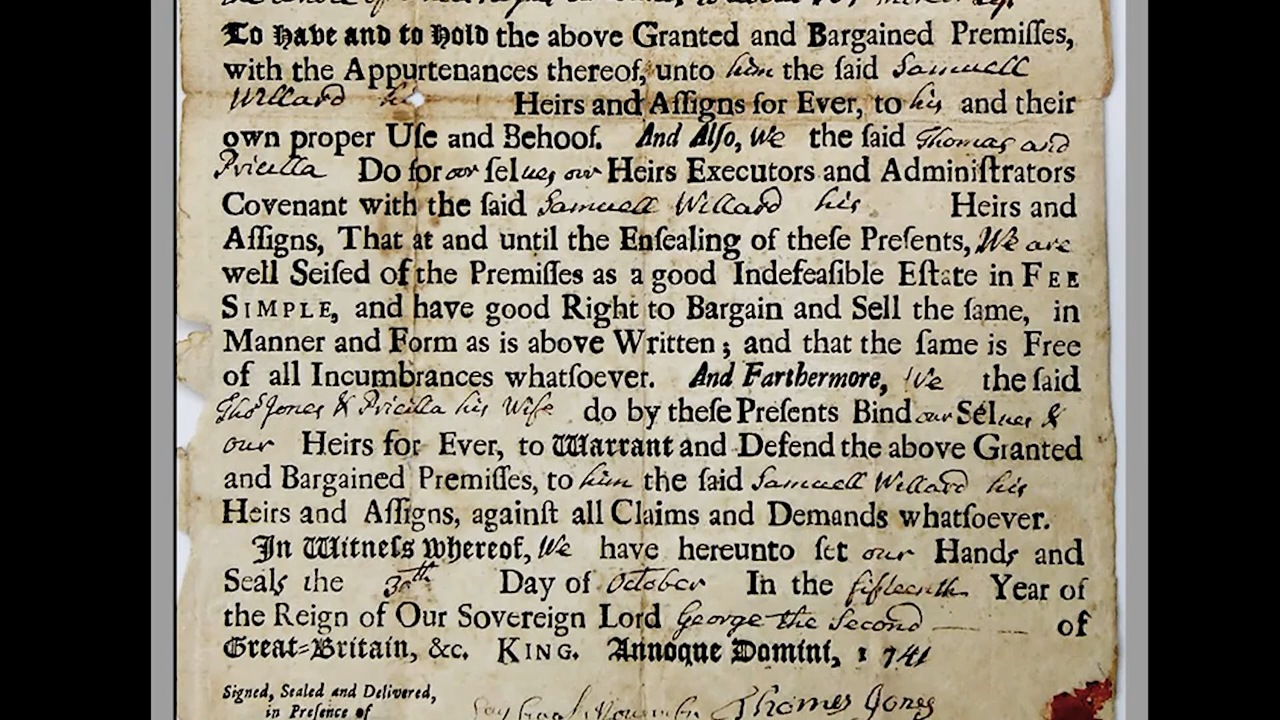 To have and to hold the above Granted and Bargained Premiſſes,
with the Appurtenances thereof, unto him the ſaid Samuell
Willard his Heirs and Aſſigns for Ever, to his and their
own proper Uſe and Behoof. And Alſo, We the ſaid Thomas and
Pricilla Do for our ſelues our Heirs Executors and Adminiſtrators
Covenant with the ſaid Samuell Willard his Heirs and
Aſſigns, That at and until the Enſealing of theſe Preſents, We are
well Seiſed of the Premiſſes as a good Indefeaſible Eſtate in FEE
SIMPLE, and have good Right to Bargain and Sell the ſame, in
Manner and Form as is above Written; and that the ſame is Free
of all Incumbrances whatſoever. And Farthermore, We the ſaid
Thos Jones & Pricilla his Wife do by theſe Preſents Bind our Selues &
our Heirs for Ever, to Warrant and Defend the above Granted
and Bargained Premiſſes, to him the ſaid Samuell Willard his
Heirs and Aſſigns, againſt all Claims and Demands whatſoever.
In Witneſs whereof, We have hereunto ſet our Hands and
Seals the 30th Day of October In the fifteenth Year of
the Reign of Our Sovereign Lord George the Second of
Great-Britain, &c. KING. Annoque Domini, 1741
Signed, Sealed and Delivered,
in Preſence of
Thomas Jones